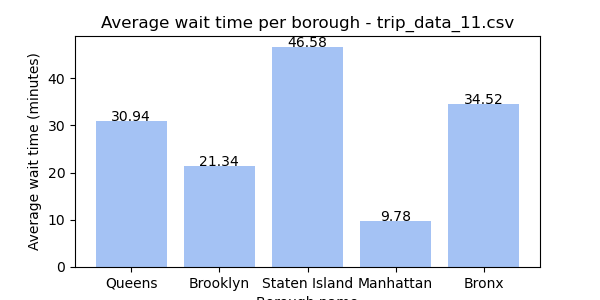 Average wait time per borough - trip_data_11.csv
Average wait time (minutes)
40
30
20
10
0
30.94
21.34
46.58
9.78
34.52
Queens Brooklyn Staten Island Manhattan Bronx
Borough name